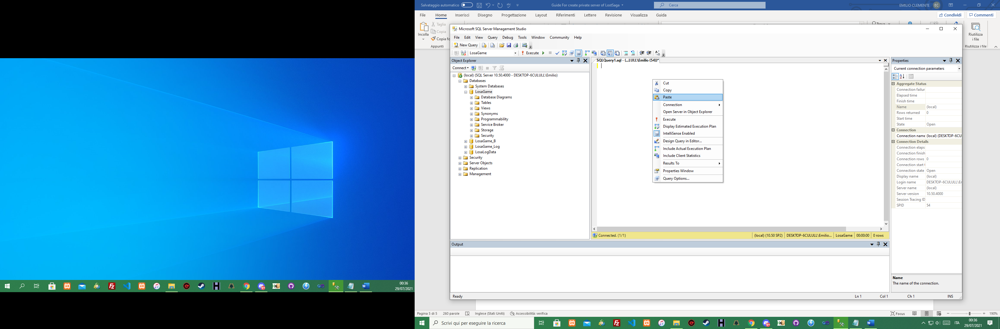 Salvataggio automatico
Guide For create private server of LostSaga
Cerca
EMILIO CLEMENTE
EC
File
Home
Inserisci
Disegno
Progettazione
Layout
Riferimenti
Lettere
Revisione
Visualizza
Guida
Condividi
Commenti
Incolla
Taglia
Copia
Copia fo
Appunti
Riutilizza
i file
Riutilizza i file
Microsoft SQL Server Management Studio
File Edit View Query Debug Tools Window Community Help
New Query
LosaGame
Execute
Object Explorer
Connect
(local) (SQL Server 10.50.4000 - DESKTOP-6CULULL\Emilio)
Databases
System Databases
LosaGame
Database Diagrams
Tables
Views
Synonyms
Programmability
Service Broker
Storage
Security
LosaGame_B
LosaGame_Log
LosaLogData
Security
Server Objects
Replication
Management
SQLQuery1.sql - (...LULL\Emilio (54))*
Cut
Copy
Paste
Connection
Open Server in Object Explorer
Execute
Display Estimated Execution Plan
IntelliSense Enabled
Design Query in Editor...
Include Actual Execution Plan
Include Client Statistics
Results To
Properties Window
Query Options...
Connected. (1/1)
(local) (10.50 SP2)
DESKTOP-6CULULL\Emilio...
LosaGame
00:00:00
0 rows
Properties
Current connection parameters
Aggregate Status
Connection failur
Elapsed time
Finish time
Name (local)
Rows returned 0
Start time
State Open
Connection
Connection name (local) (DESKTOP-6CU
Connection Details
Connection elaps
Connection finish
Connection rows 0
Connection start t
Connection state Open
Display name (local)
Login name DESKTOP-6CULULL\Er
Server name (local)
Server version 10.50.4000
Session Tracing ID
SPID 54
Name
The name of the connection.
Output
Ready
Ln 1
Col 1
Ch 1
INS
Pagina 5 di 5
260 parole
Inglese (Stati Uniti)
Accessibilità: verifica
Focus
190%
00:36
29/07/2021
Scrivi qui per eseguire la ricerca
ITA
00:36
29/07/2021